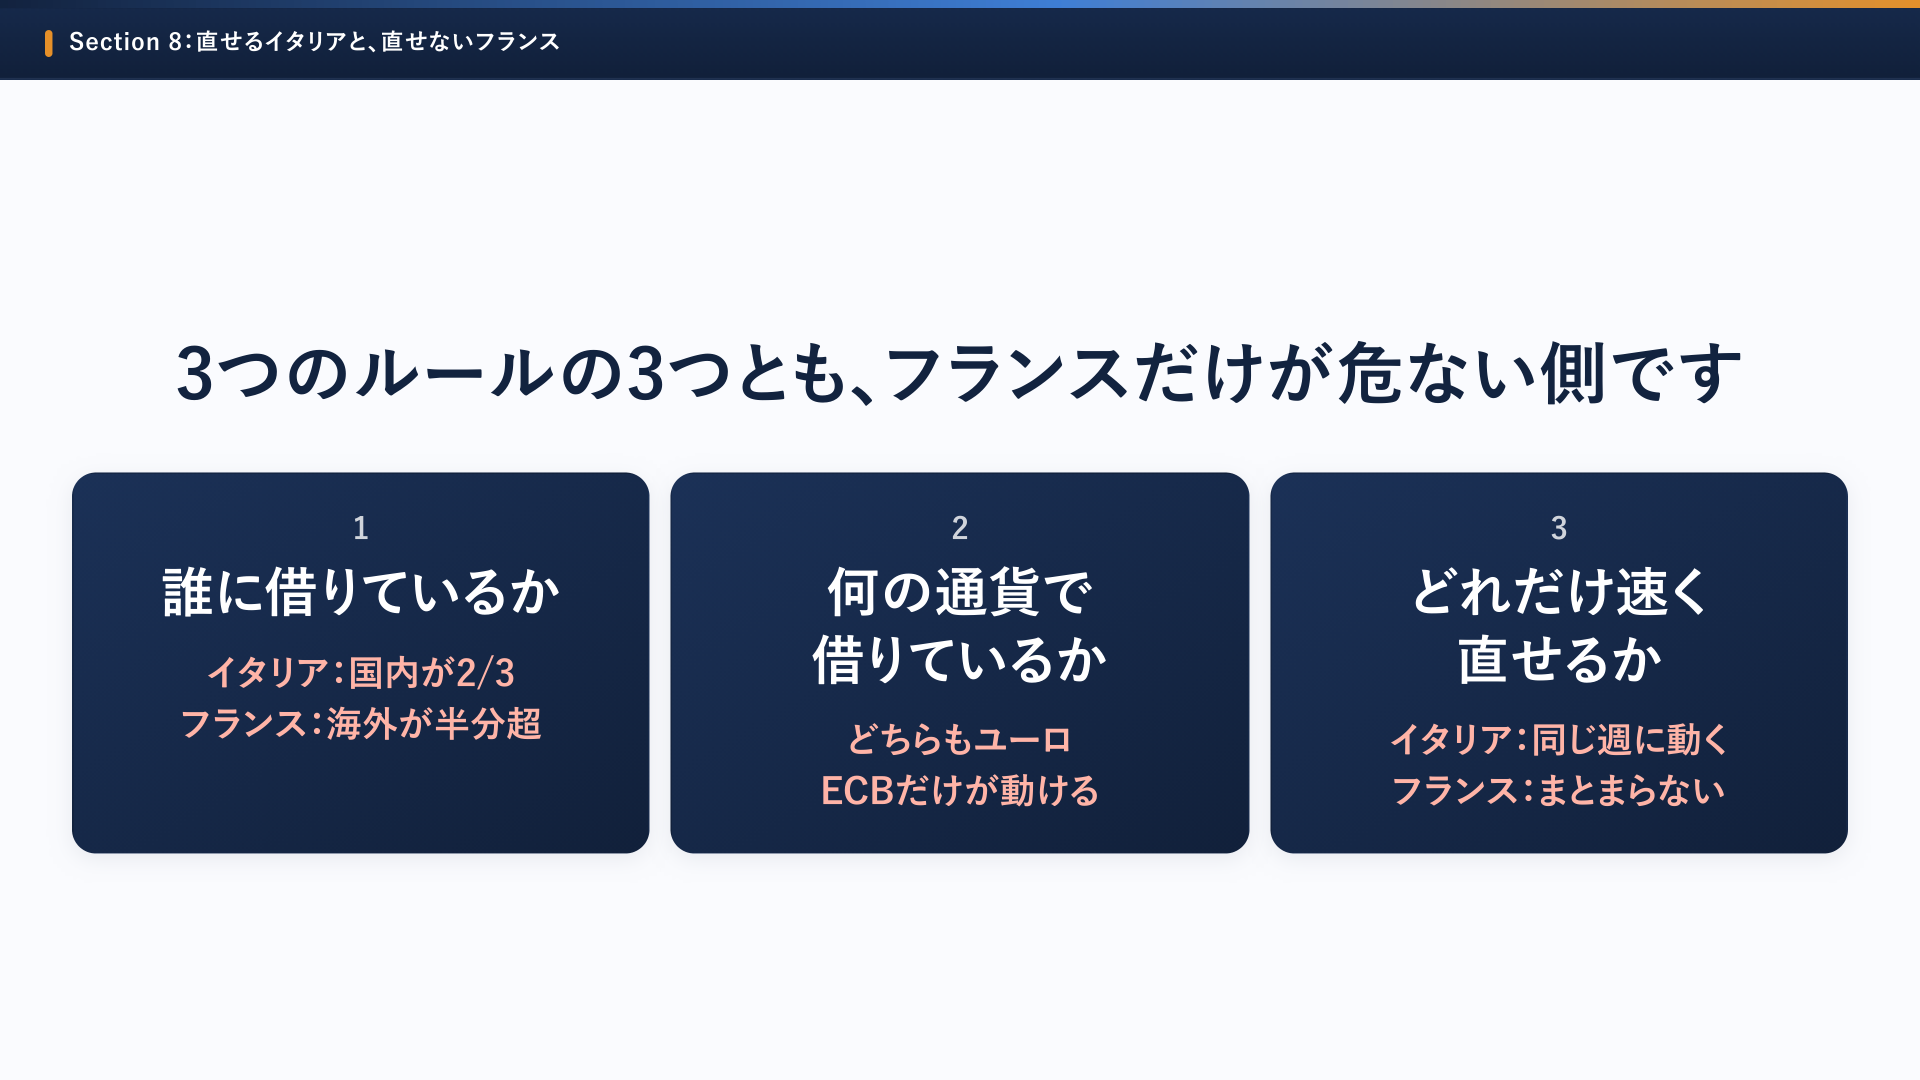 Section 8：直せるイタリアと、直せないフランス
3つのルールの3つとも、フランスだけが危ない側です
1
誰に借りているか
イタリア：国内が2/3
フランス：海外が半分超
2
何の通貨で
借りているか
どちらもユーロ
ECBだけが動ける
3
どれだけ速く
直せるか
イタリア：同じ週に動く
フランス：まとまらない